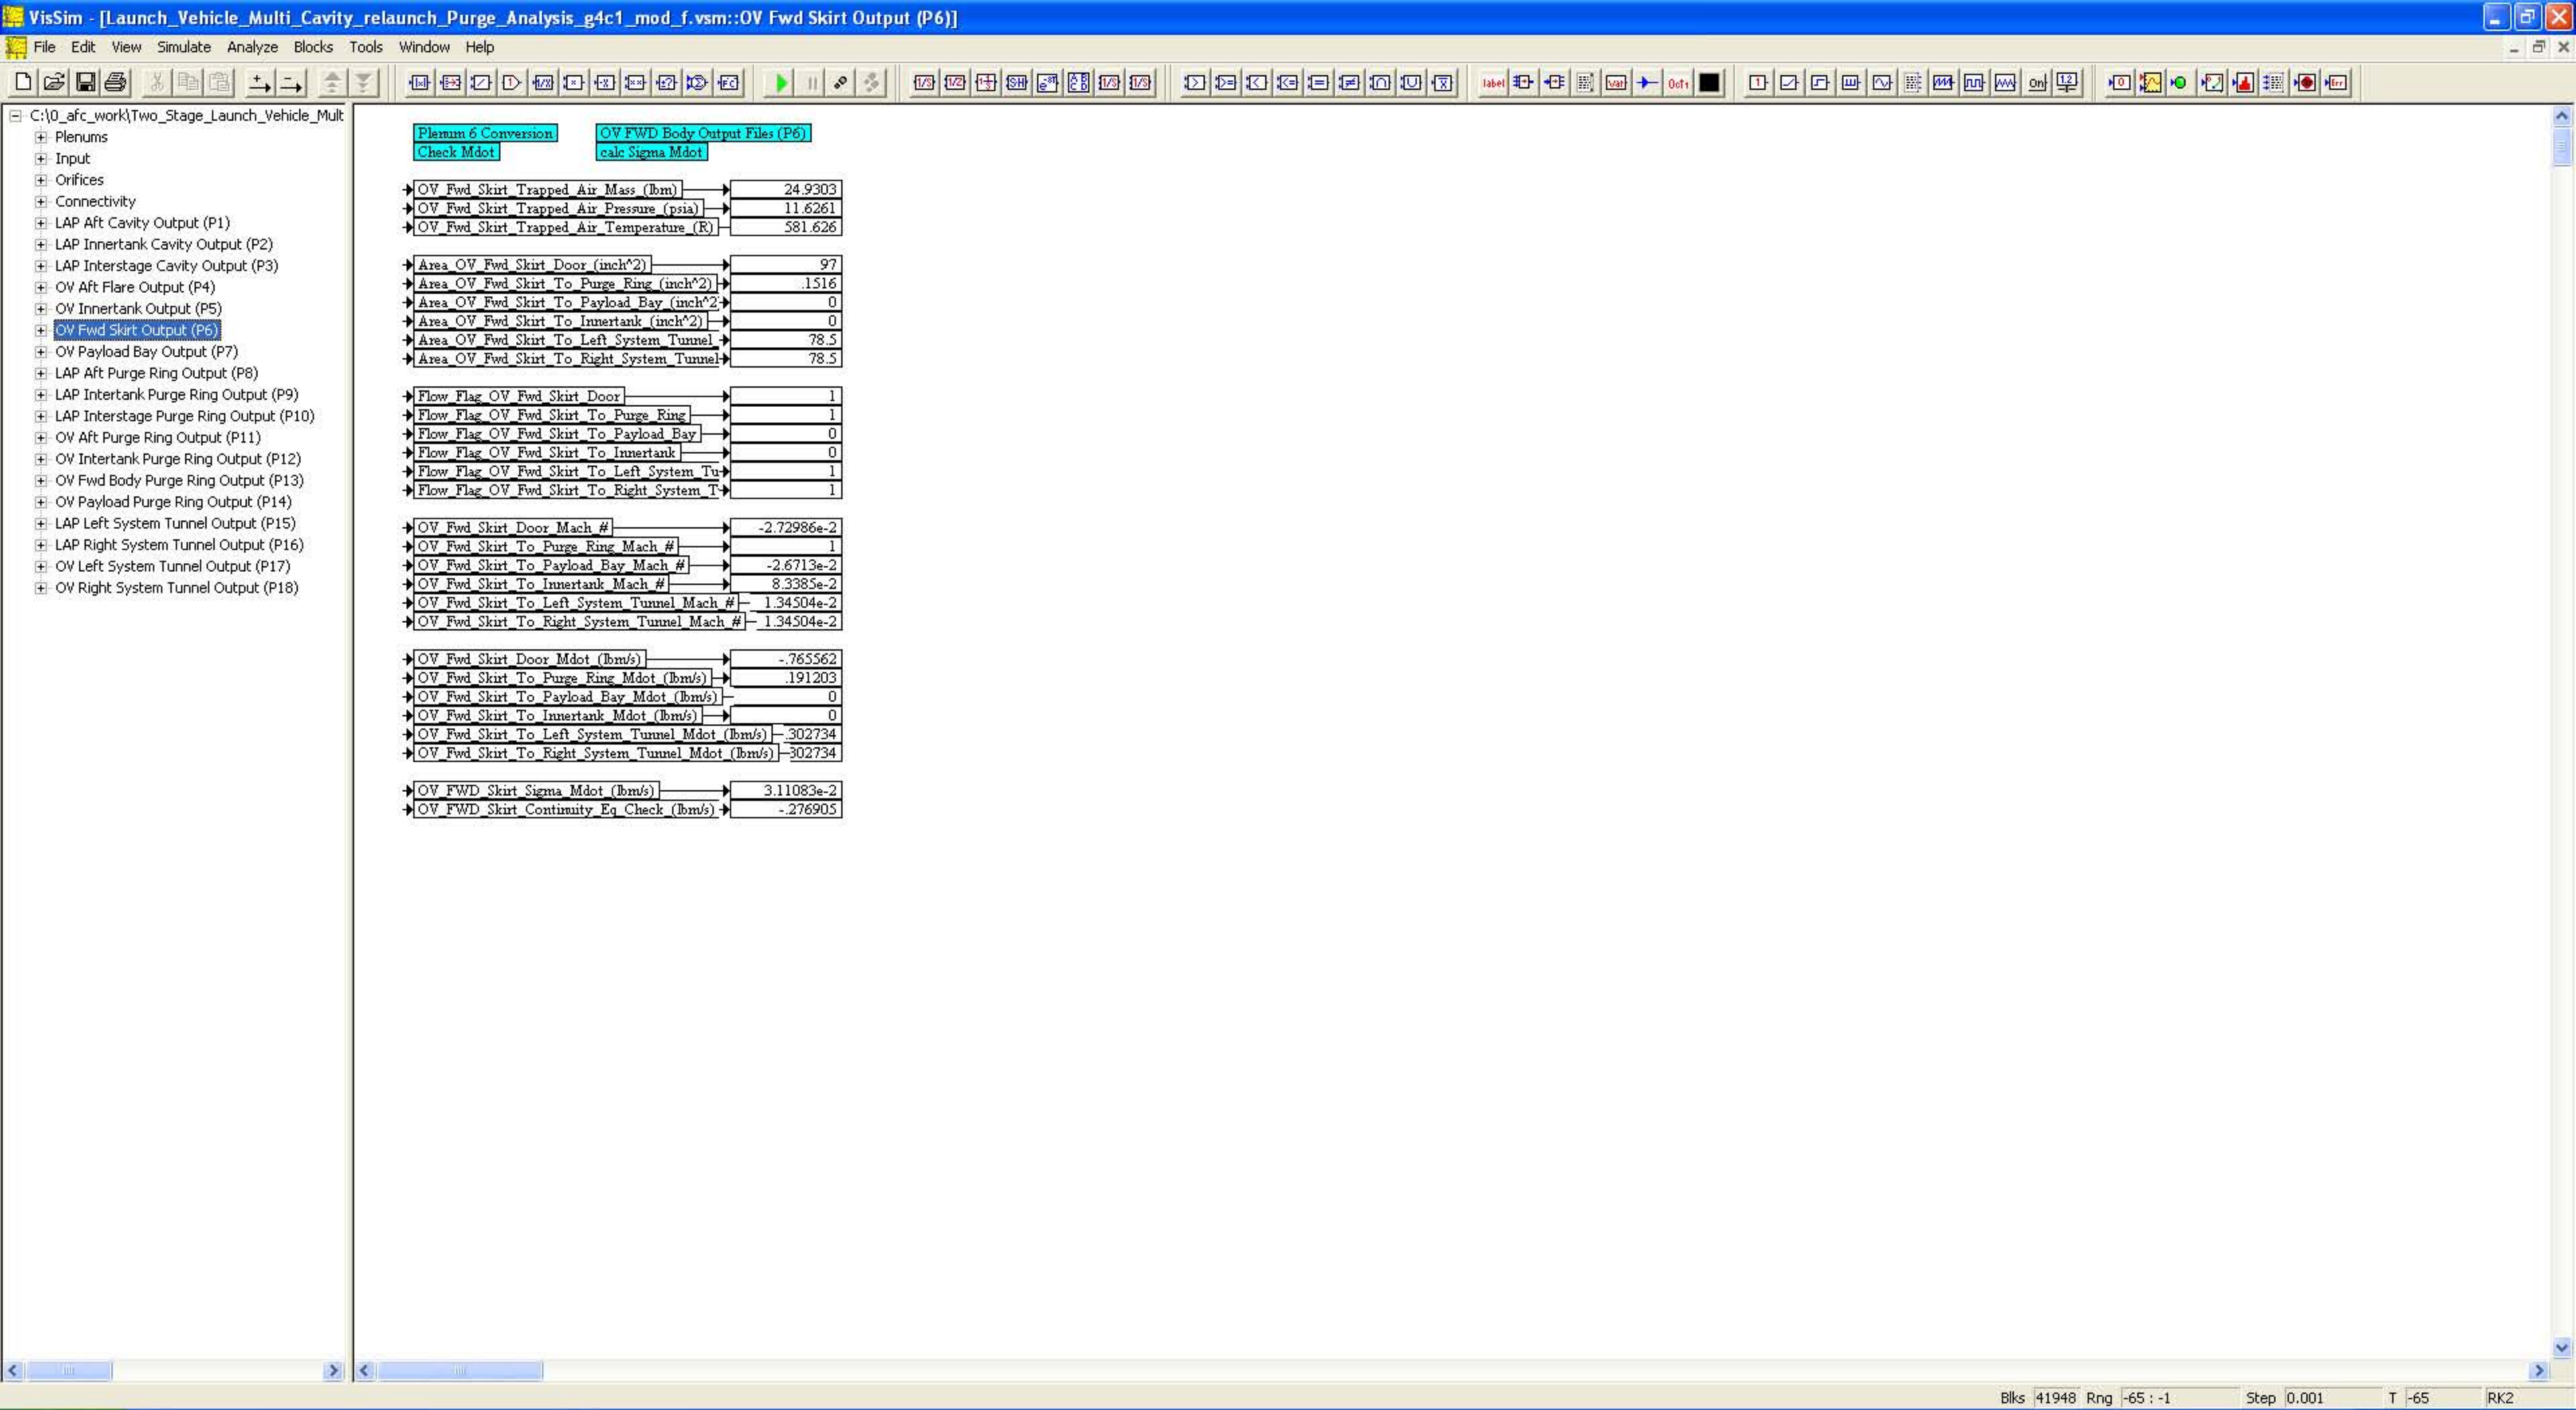 VisSim - [Launch_Vehicle_Multi_Cavity_relaunch_Purge_Analysis_g4c1_mod_f.vsm::OV Fwd Skirt Output (P6)]
File Edit View Simulate Analyze Blocks Tools Window Help
C:\0_afc_work\Two_Stage_Launch_Vehicle_Mult
Plenums
Input
Orifices
Connectivity
LAP Aft Cavity Output (P1)
LAP Innertank Cavity Output (P2)
LAP Interstage Cavity Output (P3)
OV Aft Flare Output (P4)
OV Innertank Output (P5)
OV Fwd Skirt Output (P6)
OV Payload Bay Output (P7)
LAP Aft Purge Ring Output (P8)
LAP Intertank Purge Ring Output (P9)
LAP Interstage Purge Ring Output (P10)
OV Aft Purge Ring Output (P11)
OV Intertank Purge Ring Output (P12)
OV Fwd Body Purge Ring Output (P13)
OV Payload Purge Ring Output (P14)
LAP Left System Tunnel Output (P15)
LAP Right System Tunnel Output (P16)
OV Left System Tunnel Output (P17)
OV Right System Tunnel Output (P18)
Plenum 6 Conversion OV FWD Body Output Files (P6)
Check Mdot calc Sigma Mdot
OV_Fwd_Skirt_Trapped_Air_Mass_(lbm) 24.9303
OV_Fwd_Skirt_Trapped_Air_Pressure_(psia) 11.6261
OV_Fwd_Skirt_Trapped_Air_Temperature_(R) 581.626
Area_OV_Fwd_Skirt_Door_(inch^2) 97
Area_OV_Fwd_Skirt_To_Purge_Ring_(inch^2) .1516
Area_OV_Fwd_Skirt_To_Payload_Bay_(inch^2 0
Area_OV_Fwd_Skirt_To_Innertank_(inch^2) 0
Area_OV_Fwd_Skirt_To_Left_System_Tunnel_ 78.5
Area_OV_Fwd_Skirt_To_Right_System_Tunnel 78.5
Flow_Flag_OV_Fwd_Skirt_Door 1
Flow_Flag_OV_Fwd_Skirt_To_Purge_Ring 1
Flow_Flag_OV_Fwd_Skirt_To_Payload_Bay 0
Flow_Flag_OV_Fwd_Skirt_To_Innertank 0
Flow_Flag_OV_Fwd_Skirt_To_Left_System_Tu 1
Flow_Flag_OV_Fwd_Skirt_To_Right_System_T 1
OV_Fwd_Skirt_Door_Mach_# -2.72986e-2
OV_Fwd_Skirt_To_Purge_Ring_Mach_# 1
OV_Fwd_Skirt_To_Payload_Bay_Mach_# -2.6713e-2
OV_Fwd_Skirt_To_Innertank_Mach_# 8.3385e-2
OV_Fwd_Skirt_To_Left_System_Tunnel_Mach_# 1.34504e-2
OV_Fwd_Skirt_To_Right_System_Tunnel_Mach_# 1.34504e-2
OV_Fwd_Skirt_Door_Mdot_(lbm/s) -.765562
OV_Fwd_Skirt_To_Purge_Ring_Mdot_(lbm/s) .191203
OV_Fwd_Skirt_To_Payload_Bay_Mdot_(lbm/s) 0
OV_Fwd_Skirt_To_Innertank_Mdot_(lbm/s) 0
OV_Fwd_Skirt_To_Left_System_Tunnel_Mdot_(lbm/s) .302734
OV_Fwd_Skirt_To_Right_System_Tunnel_Mdot_(lbm/s) 302734
OV_FWD_Skirt_Sigma_Mdot_(lbm/s) 3.11083e-2
OV_FWD_Skirt_Continuity_Eq_Check_(lbm/s) -.276905
Blks 41948 Rng -65 : -1 Step 0.001 T -65 RK2